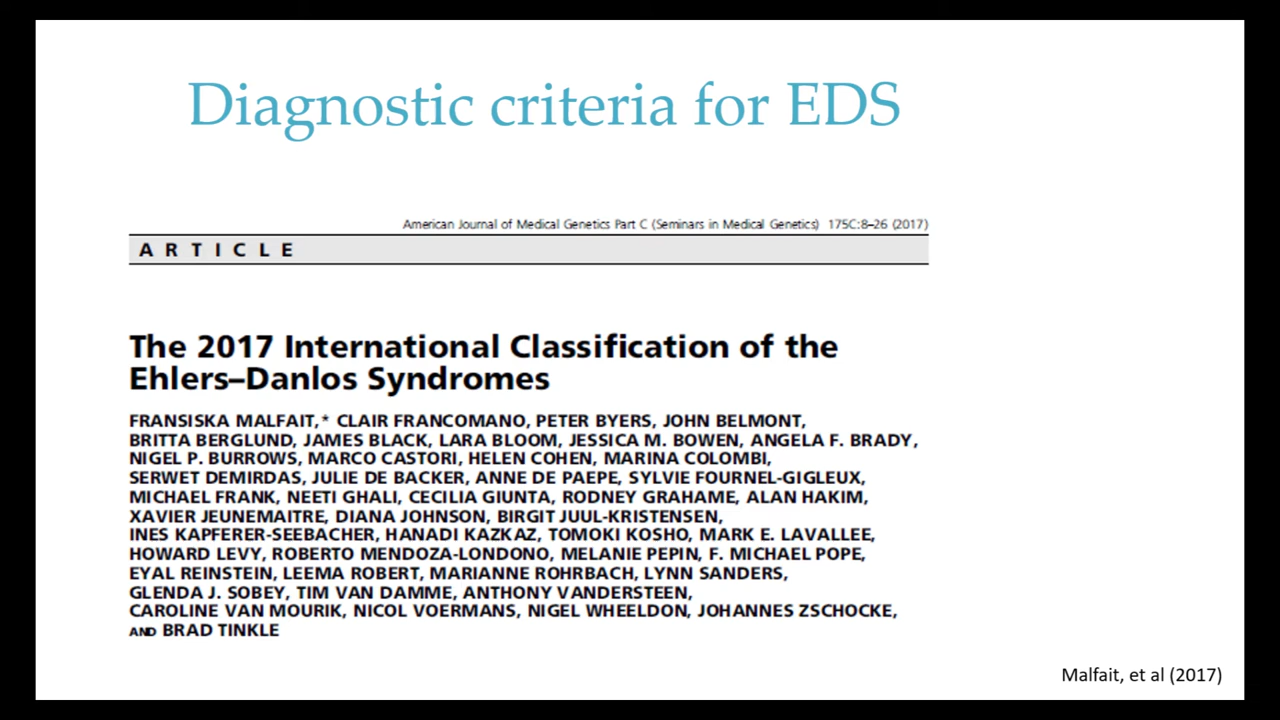 Diagnostic criteria for EDS
American Journal of Medical Genetics Part C (Seminars in Medical Genetics) 175C:8–26 (2017)
ARTICLE
The 2017 International Classification of the
Ehlers–Danlos Syndromes
FRANSISKA MALFAIT,* CLAIR FRANCOMANO, PETER BYERS, JOHN BELMONT,
BRITTA BERGLUND, JAMES BLACK, LARA BLOOM, JESSICA M. BOWEN, ANGELA F. BRADY,
NIGEL P. BURROWS, MARCO CASTORI, HELEN COHEN, MARINA COLOMBI,
SERWET DEMIRDAS, JULIE DE BACKER, ANNE DE PAEPE, SYLVIE FOURNEL-GIGLEUX,
MICHAEL FRANK, NEETI GHALI, CECILIA GIUNTA, RODNEY GRAHAME, ALAN HAKIM,
XAVIER JEUNEMAITRE, DIANA JOHNSON, BIRGIT JUUL-KRISTENSEN,
INES KAPFERER-SEEBACHER, HANADI KAZKAZ, TOMOKI KOSHO, MARK E. LAVALLEE,
HOWARD LEVY, ROBERTO MENDOZA-LONDONO, MELANIE PEPIN, F. MICHAEL POPE,
EYAL REINSTEIN, LEEMA ROBERT, MARIANNE ROHRBACH, LYNN SANDERS,
GLENDA J. SOBEY, TIM VAN DAMME, ANTHONY VANDERSTEEN,
CAROLINE VAN MOURIK, NICOL VOERMANS, NIGEL WHEELDON, JOHANNES ZSCHOCKE,
AND BRAD TINKLE
Malfait, et al (2017)